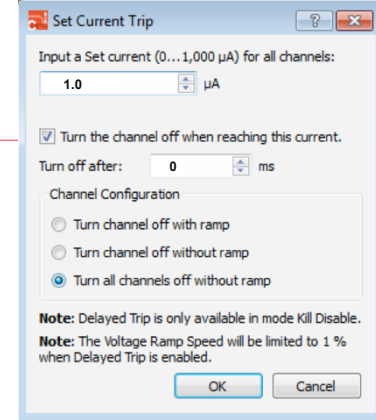 Set Current Trip
Input a Set current (0...1,000 µA) for all channels:
1.0 µA
Turn the channel off when reaching this current.
Turn off after: 0 ms
Channel Configuration
Turn channel off with ramp
Turn channel off without ramp
Turn all channels off without ramp
Note: Delayed Trip is only available in mode Kill Disable.
Note: The Voltage Ramp Speed will be limited to 1 %
when Delayed Trip is enabled.
OK Cancel